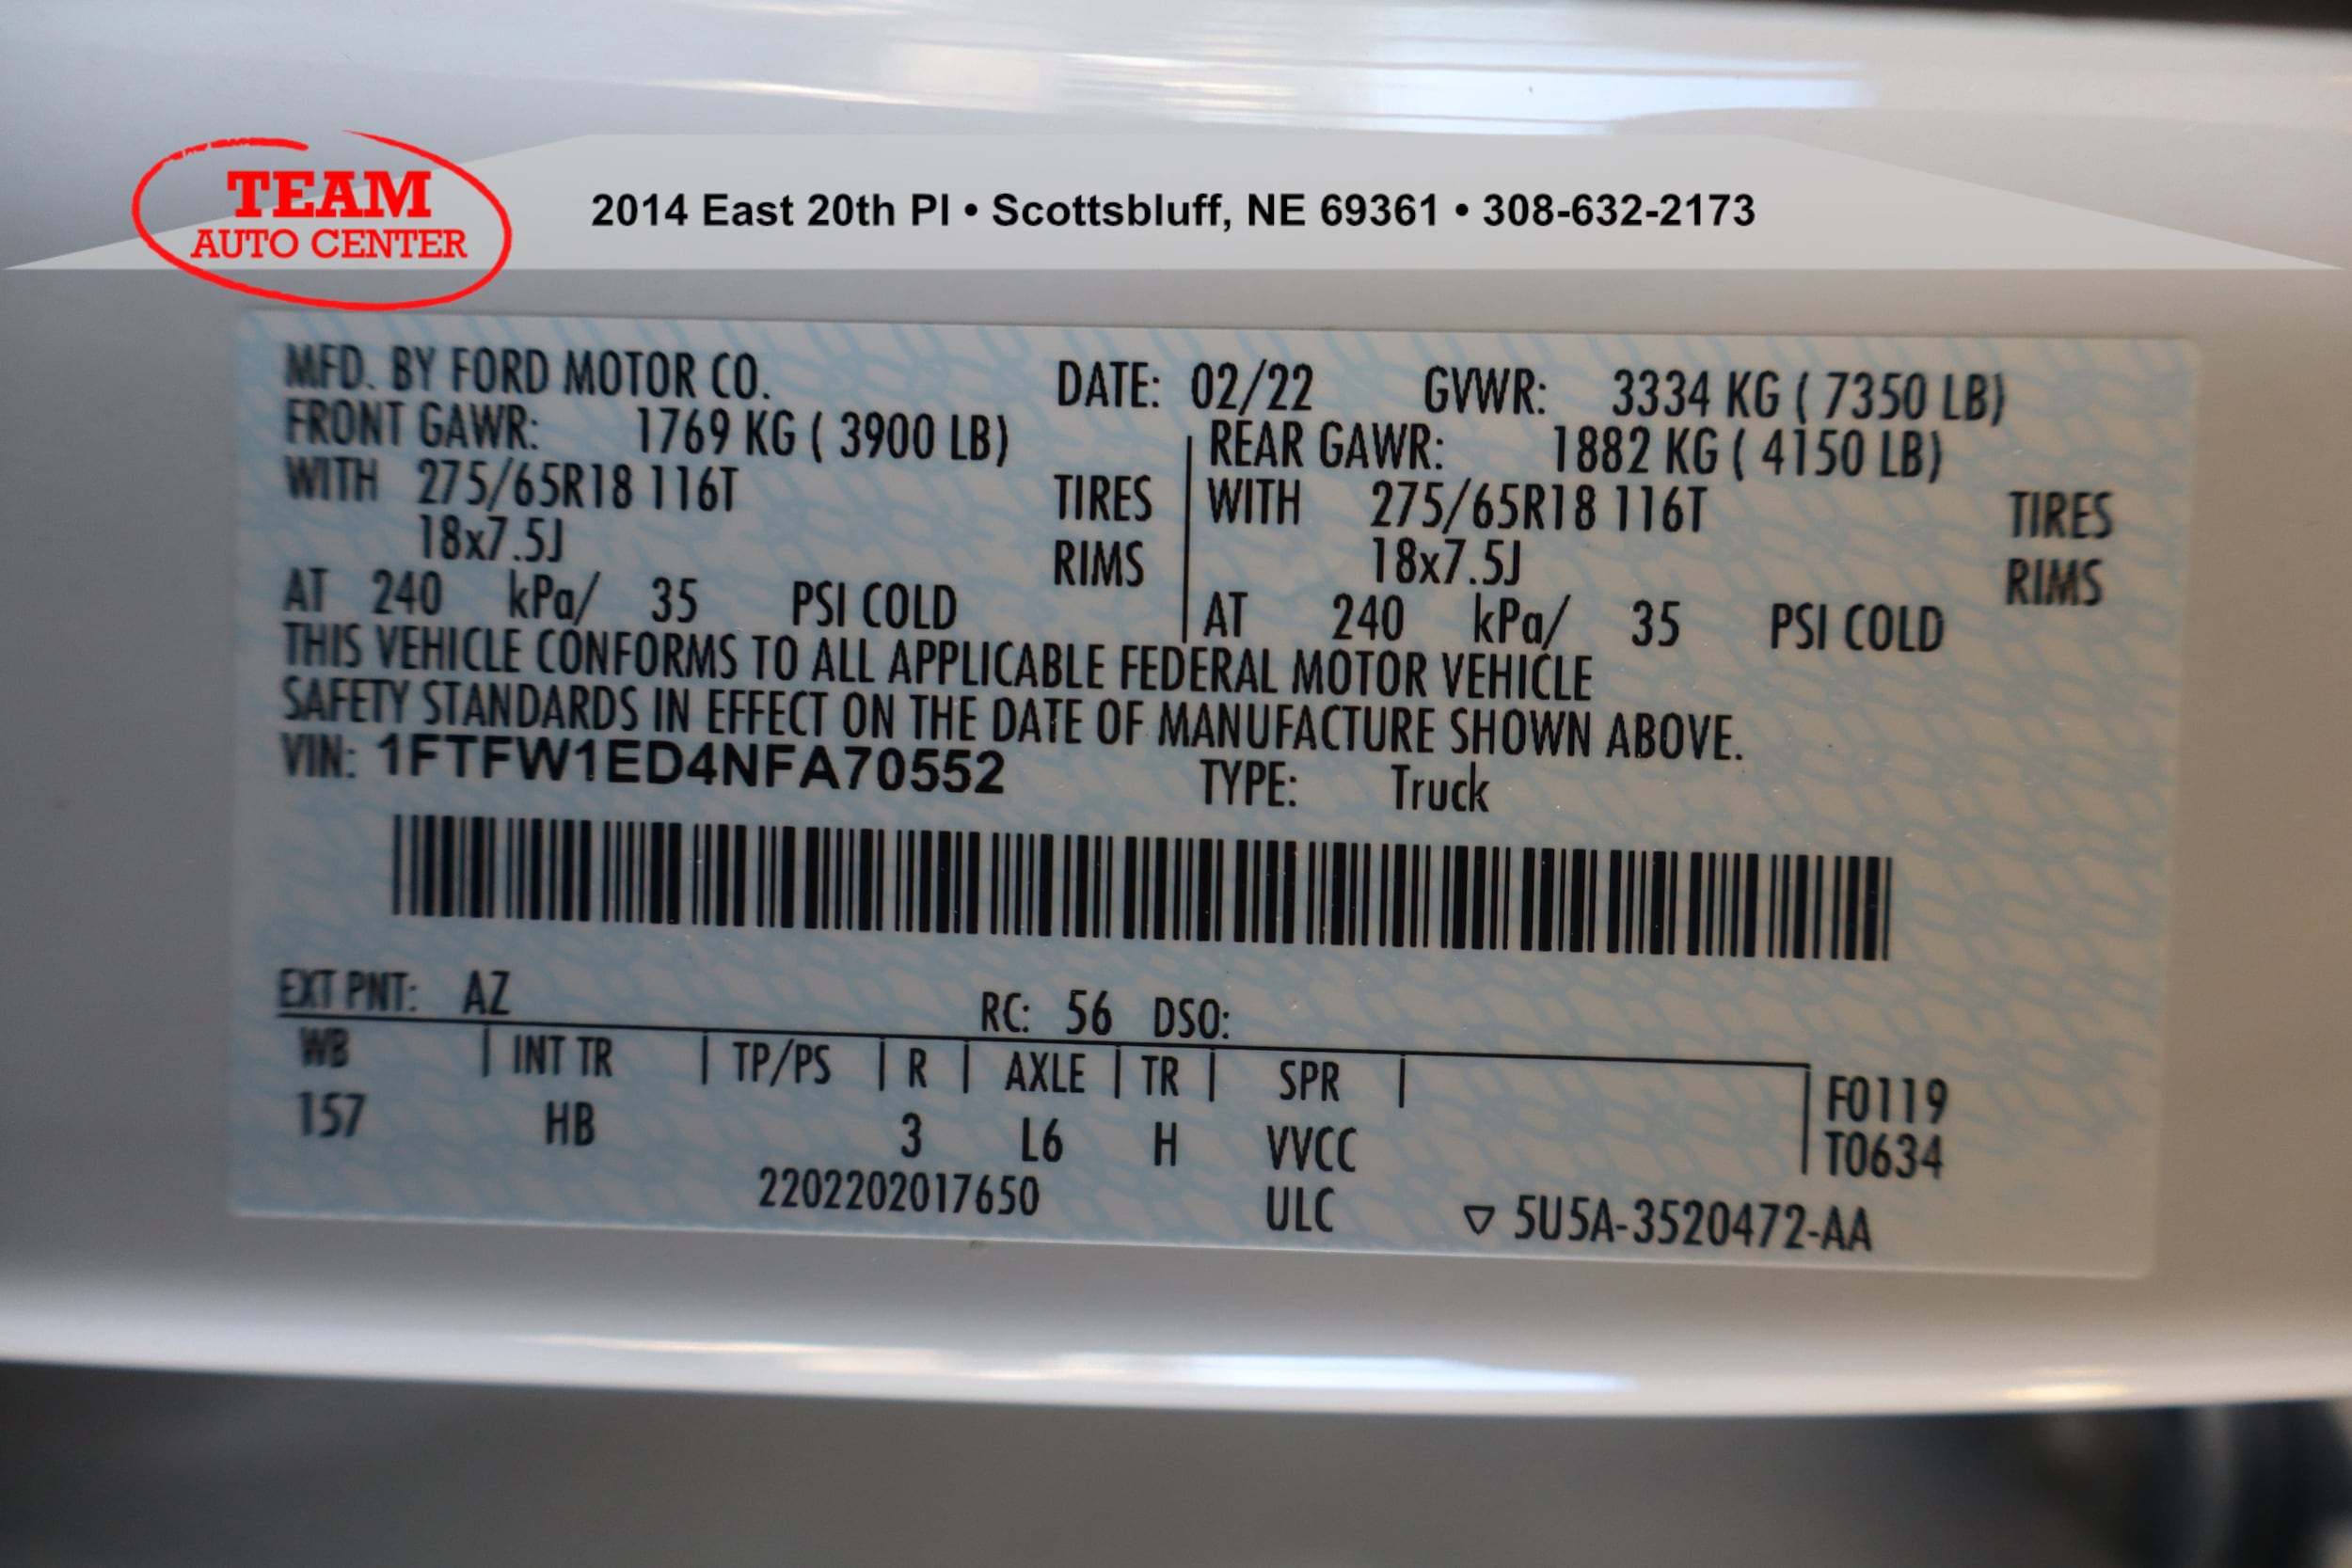 TEAM
AUTO CENTER
2014 East 20th Pl • Scottsbluff, NE 69361 • 308-632-2173
MFD. BY FORD MOTOR CO. DATE: 02/22 GVWR: 3334 KG ( 7350 LB)
FRONT GAWR: 1769 KG ( 3900 LB) REAR GAWR: 1882 KG ( 4150 LB)
WITH 275/65R18 116T TIRES WITH 275/65R18 116T TIRES
18x7.5J RIMS 18x7.5J RIMS
AT 240 kPa/ 35 PSI COLD AT 240 kPa/ 35 PSI COLD
THIS VEHICLE CONFORMS TO ALL APPLICABLE FEDERAL MOTOR VEHICLE
SAFETY STANDARDS IN EFFECT ON THE DATE OF MANUFACTURE SHOWN ABOVE.
VIN: 1FTFW1ED4NFA70552 TYPE: Truck
EXT PNT: AZ RC: 56 DSO:
WB | INT TR | TP/PS | R | AXLE | TR | SPR | F0119
157 HB 3 L6 H VVCC T0634
2202202017650 ULC ▽ 5U5A-3520472-AA